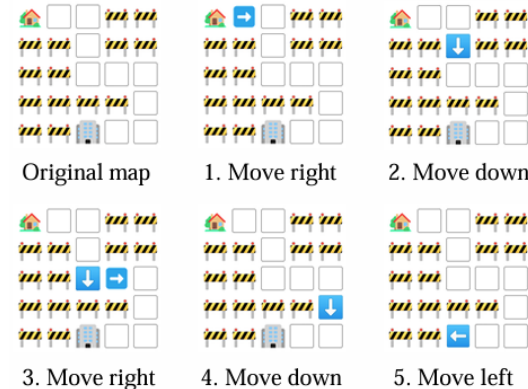 Original map
1. Move right
2. Move down
3. Move right
4. Move down
5. Move left